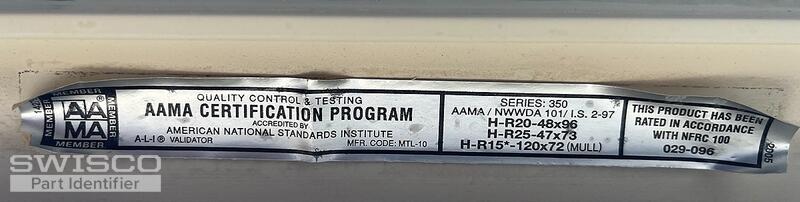 MEMBER
MEMBER
AA
MA
MEMBER
MEMBER
QUALITY CONTROL & TESTING
AAMA CERTIFICATION PROGRAM
ACCREDITED BY
AMERICAN NATIONAL STANDARDS INSTITUTE
A-L-I® VALIDATOR MFR. CODE: MTL-10
SERIES: 350
AAMA / NWWDA 101/ I.S. 2-97
H-R20-48x96
H-R25-47x73
H-R15*-120x72 (MULL)
THIS PRODUCT HAS BEEN
RATED IN ACCORDANCE
WITH NFRC 100
029-096
2005
SWISCO
Part Identifier